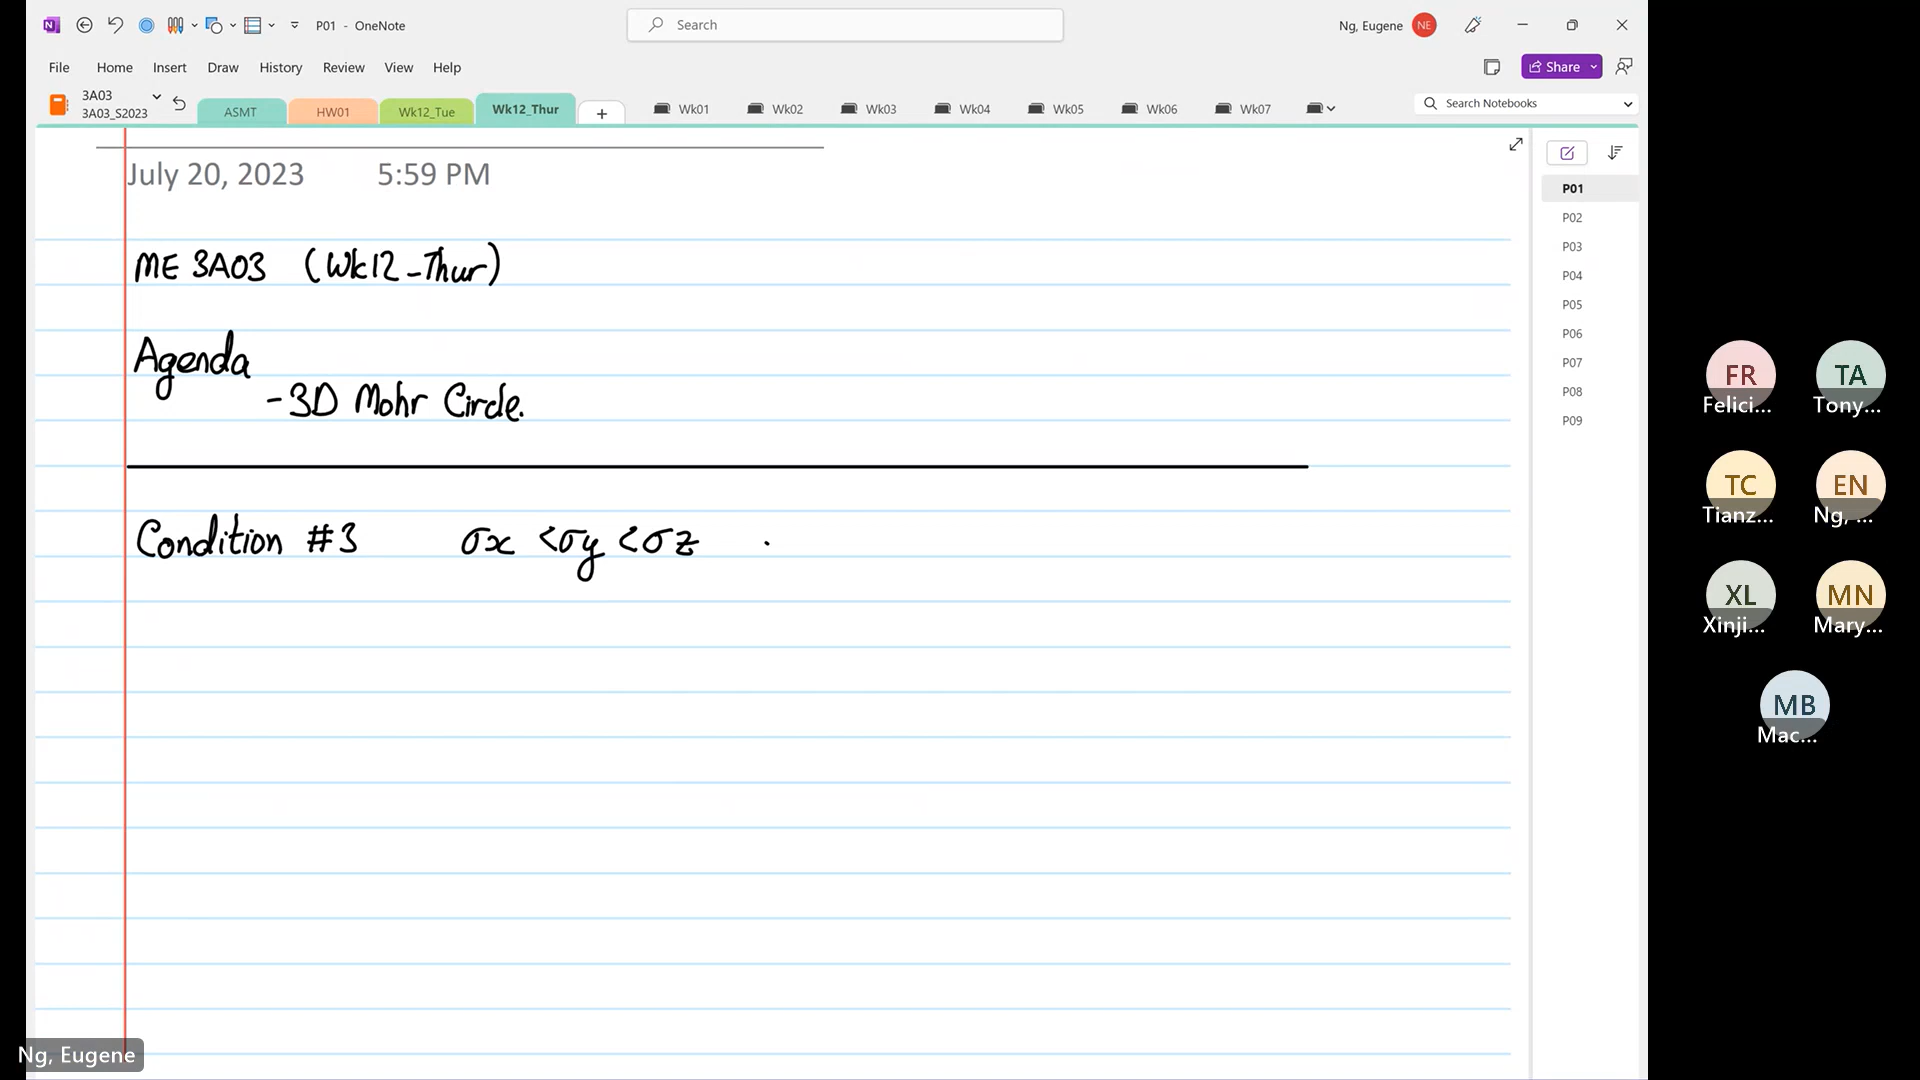 P01 - OneNote
Search
Ng, Eugene NE
File Home Insert Draw History Review View Help
Share
3A03
3A03_S2023
ASMT HW01 Wk12_Tue Wk12_Thur + Wk01 Wk02 Wk03 Wk04 Wk05 Wk06 Wk07
Search Notebooks
July 20, 2023 5:59 PM
ME 3A03 (Wk12-Thur)
Agenda
-3D Mohr Circle.
Condition #3 σx <σy <σz
P01
P02
P03
P04
P05
P06
P07
P08
P09
FR TA
Felici... Tony...
TC EN
Tianz... Ng, ...
XL MN
Xinji... Mary...
MB
Mac...
Ng, Eugene